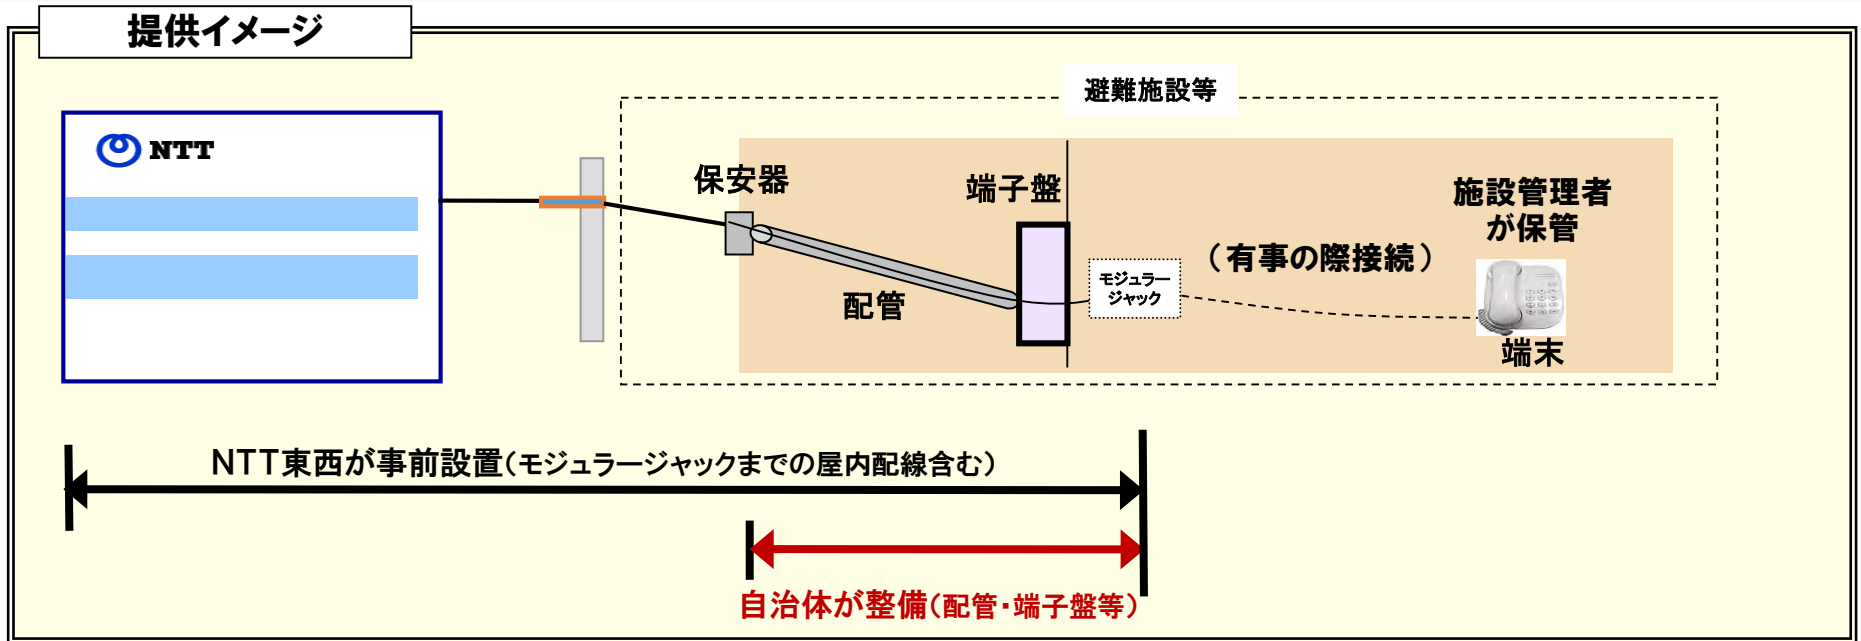 提供イメージ
避難施設等
NTT
保安器
端子盤
施設管理者
が保管
(有事の際接続)
モジュラー
ジャック
配管
端末
NTT東西が事前設置(モジュラージャックまでの屋内配線含む)
自治体が整備(配管・端子盤等)